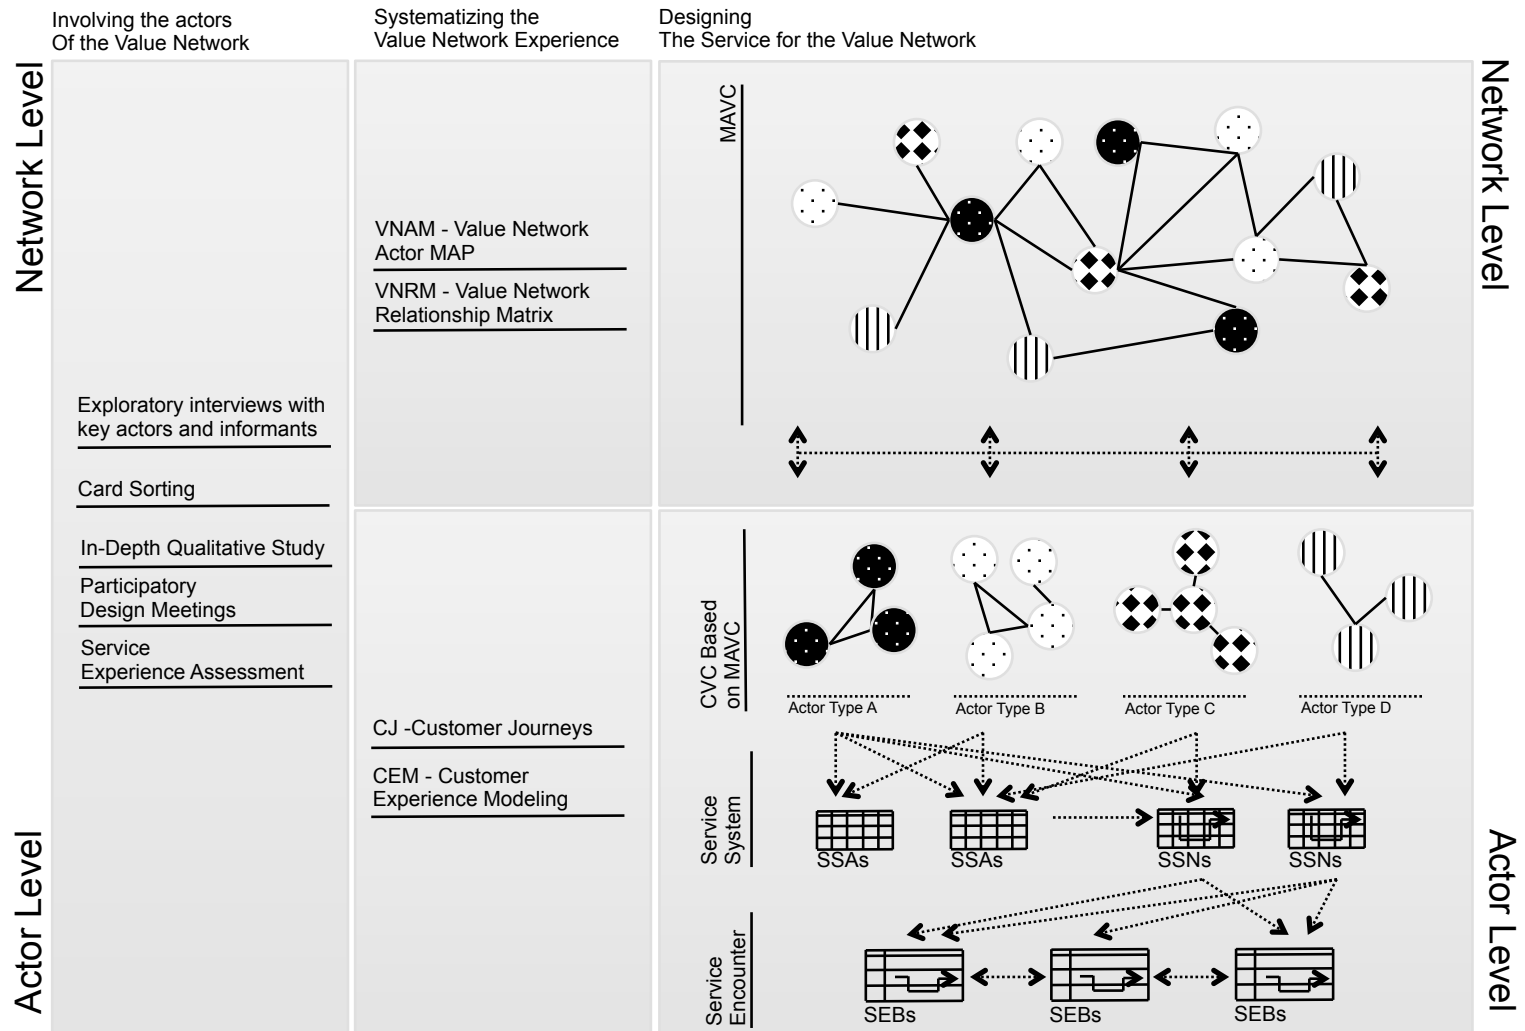 Involving the actors
Of the Value Network
Systematizing the
Value Network Experience
Designing
The Service for the Value Network
Network Level
Actor Level
Exploratory interviews with
key actors and informants
Card Sorting
In-Depth Qualitative Study
Participatory
Design Meetings
Service
Experience Assessment
VNAM - Value Network
Actor MAP
VNRM - Value Network
Relationship Matrix
CJ -Customer Journeys
CEM - Customer
Experience Modeling
MAVC
CVC Based
on MAVC
Actor Type A
Actor Type B
Actor Type C
Actor Type D
Service
System
SSAs
SSAs
SSNs
SSNs
Service
Encounter
SEBs
SEBs
SEBs
Network Level
Actor Level